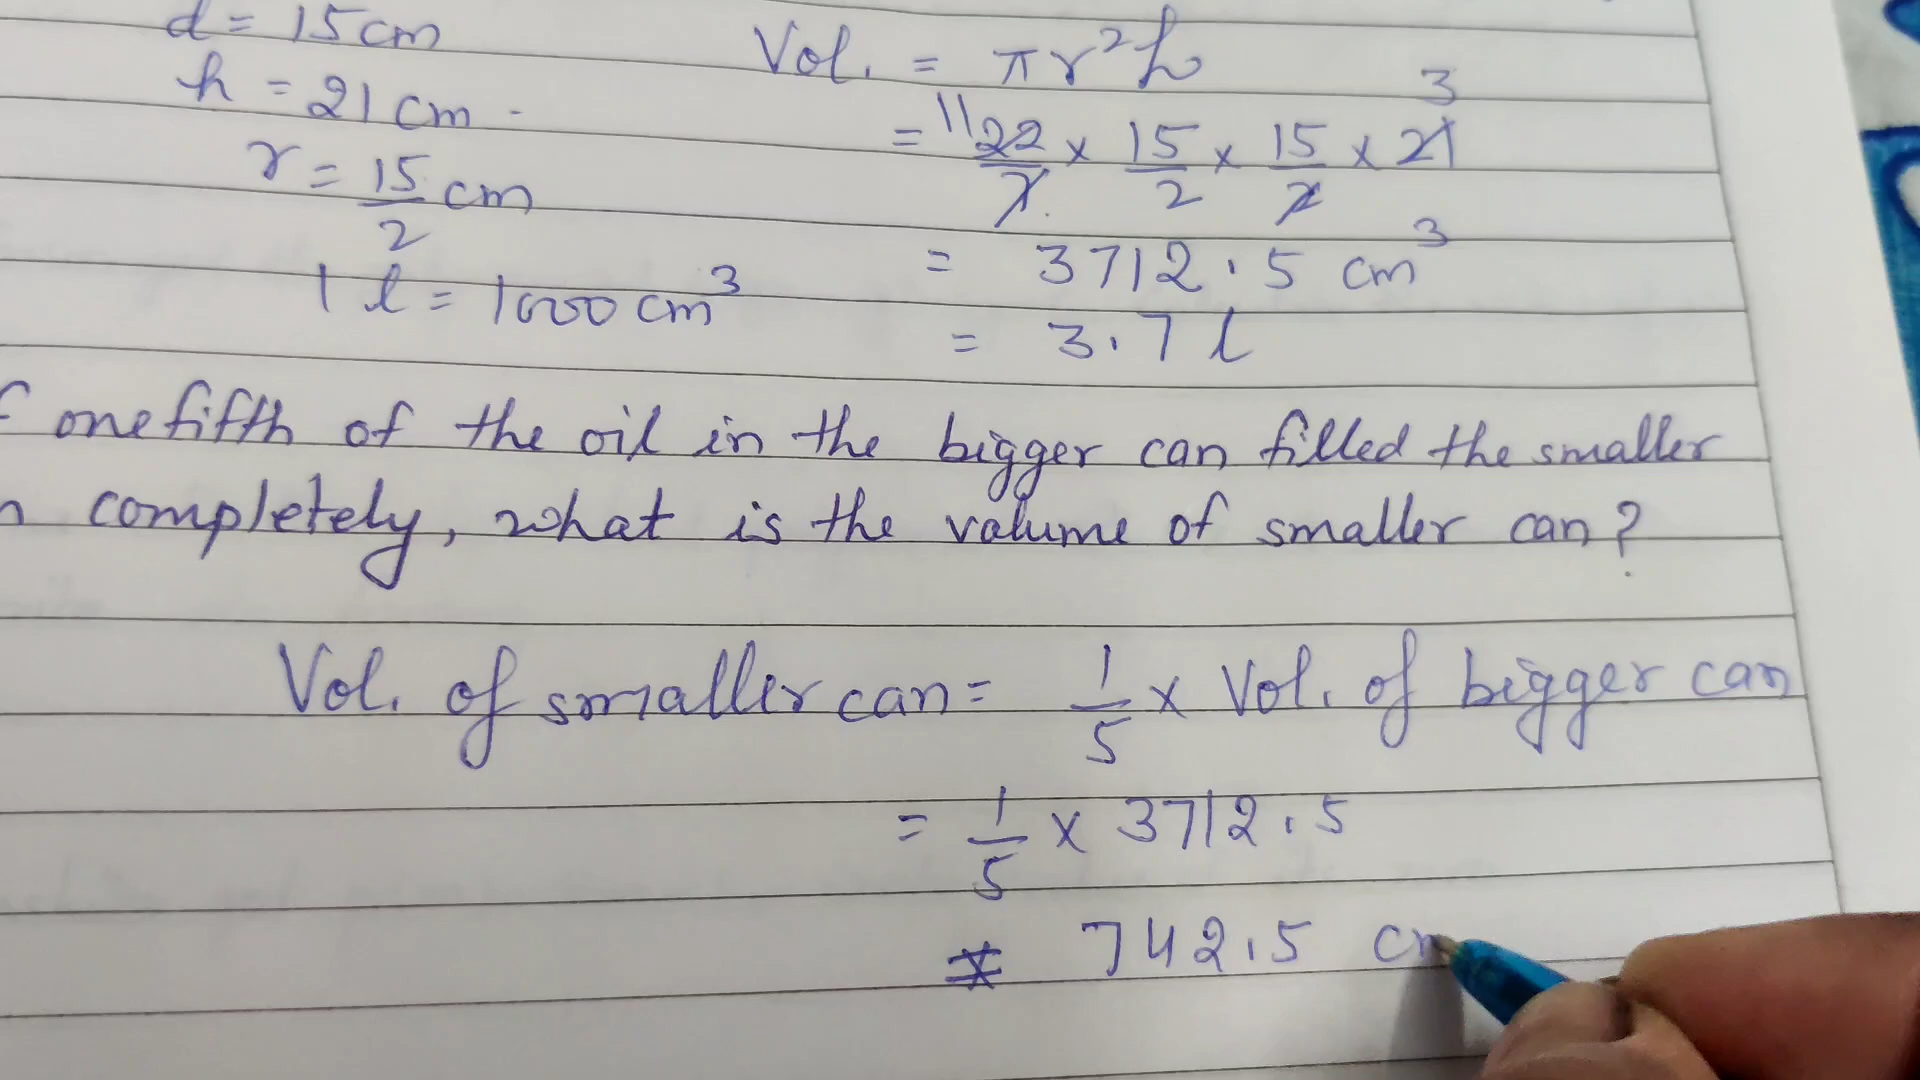 d = 15 cm
h = 21 cm
r = 15/2 cm
1 l = 1000 cm³
Vol. = πr²h
= 11 22/7 × 15/2 × 15/2 × 21 3
= 3712.5 cm³
= 3.7 l
one fifth of the oil in the bigger can filled the smaller
completely, what is the volume of smaller can?
Vol. of smaller can = 1/5 × Vol. of bigger can
= 1/5 × 3712.5
= 742.5 cm